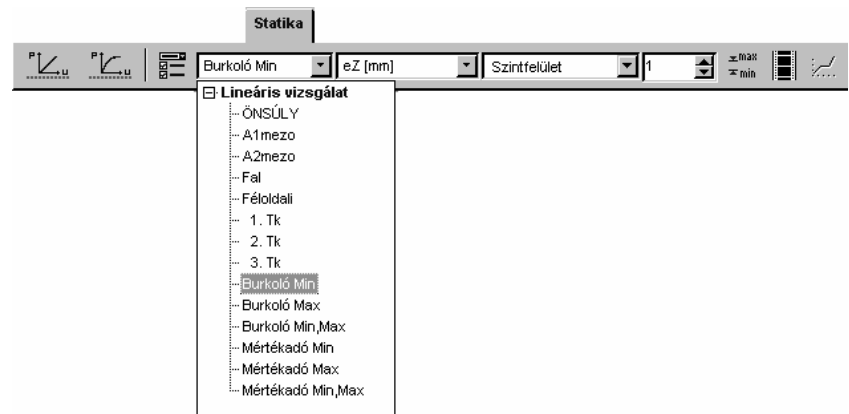 Statika
P u P u Burkoló Min eZ [mm] Szintfelület 1 max min
Lineáris vizsgálat
ÖNSÚLY
A1mezo
A2mezo
Fal
Féloldali
1. Tk
2. Tk
3. Tk
Burkoló Min
Burkoló Max
Burkoló Min,Max
Mértékadó Min
Mértékadó Max
Mértékadó Min,Max